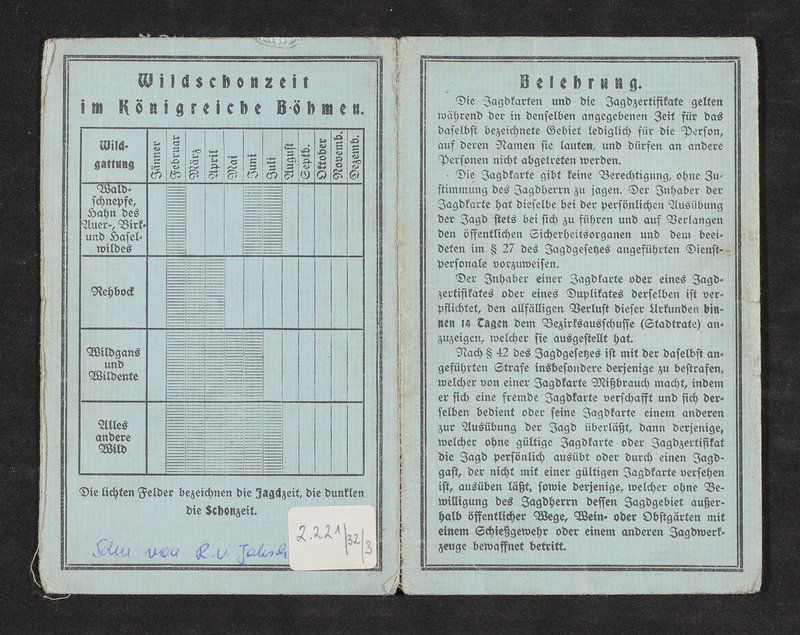 Wildschonzeit
im Königreiche Böhmen.
Wild-
gattung
Jänner
Februar
März
April
Mai
Juni
Juli
August
Septb.
Oktober
Novemb.
Dezemb.
Wald-
schnepfe,
Hahn des
Auer-, Birk-
und Hasel-
wildes
Rehbock
Wildgans
und
Wildente
Alles
andere
Wild
Die lichten Felder bezeichnen die Jagdzeit, die dunklen
die Schonzeit.
von R. v.
2.221/32/3
Belehrung.
Die Jagdkarten und die Jagdzertifikate gelten
während der in denselben angegebenen Zeit für das
daselbst bezeichnete Gebiet lediglich für die Person,
auf deren Namen sie lauten, und dürfen an andere
Personen nicht abgetreten werden.
Die Jagdkarte gibt keine Berechtigung, ohne Zu-
stimmung des Jagdherrn zu jagen. Der Inhaber der
Jagdkarte hat dieselbe bei der persönlichen Ausübung
der Jagd stets bei sich zu führen und auf Verlangen
den öffentlichen Sicherheitsorganen und dem beei-
deten im § 27 des Jagdgesetzes angeführten Dienst-
personale vorzuweisen.
Der Inhaber einer Jagdkarte oder eines Jagd-
zertifikates oder eines Duplikates derselben ist ver-
pflichtet, den allfälligen Verlust dieser Urkunden bin-
nen 14 Tagen dem Bezirksausschusse (Stadtrate) an-
zuzeigen, welcher sie ausgestellt hat.
Nach § 42 des Jagdgesetzes ist mit der daselbst an-
geführten Strafe insbesondere derjenige zu bestrafen,
welcher von einer Jagdkarte Mißbrauch macht, indem
er sich eine fremde Jagdkarte verschafft und sich der-
selben bedient oder seine Jagdkarte einem anderen
zur Ausübung der Jagd überläßt, dann derjenige,
welcher ohne gültige Jagdkarte oder Jagdzertifikat
die Jagd persönlich ausübt oder durch einen Jagd-
gast, der nicht mit einer gültigen Jagdkarte versehen
ist, ausüben läßt, sowie derjenige, welcher ohne Be-
willigung des Jagdherrn dessen Jagdgebiet außer-
halb öffentlicher Wege, Wein- oder Obstgärten mit
einem Schießgewehr oder einem anderen Jagdwerk-
zeuge bewaffnet betritt.